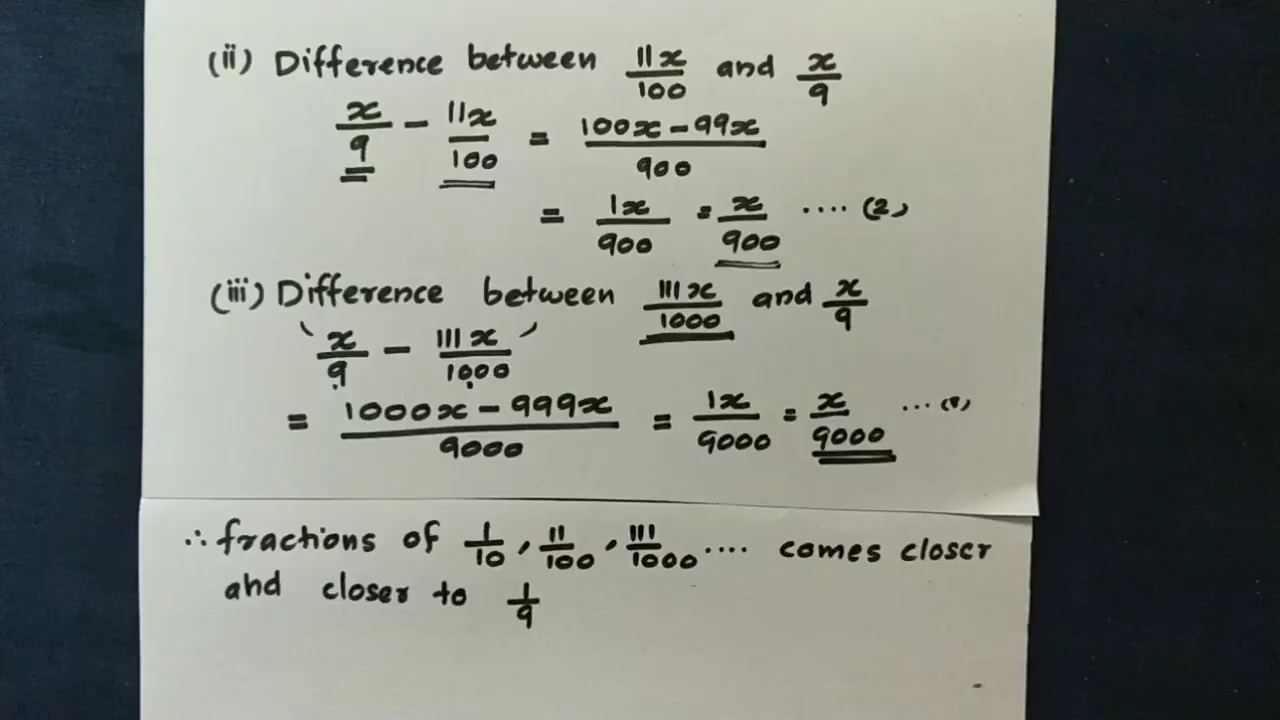 (ii) Difference between 11x/100 and x/9
x/9 - 11x/100 = 100x-99x/900
= 1x/900 = x/900 .... (2)
(iii) Difference between 111x/1000 and x/9
x/9 - 111x/1000
= 1000x-999x/9000 = 1x/9000 = x/9000 ...
∴ fractions of 1/10, 11/100, 111/1000 .... comes closer
and closer to 1/9